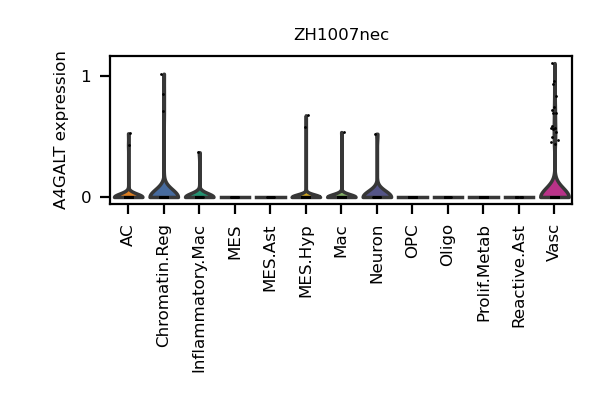 ZH1007nec
A4GALT expression
1
0
AC
Chromatin.Reg
Inflammatory.Mac
MES
MES.Ast
MES.Hyp
Mac
Neuron
OPC
Oligo
Prolif.Metab
Reactive.Ast
Vasc